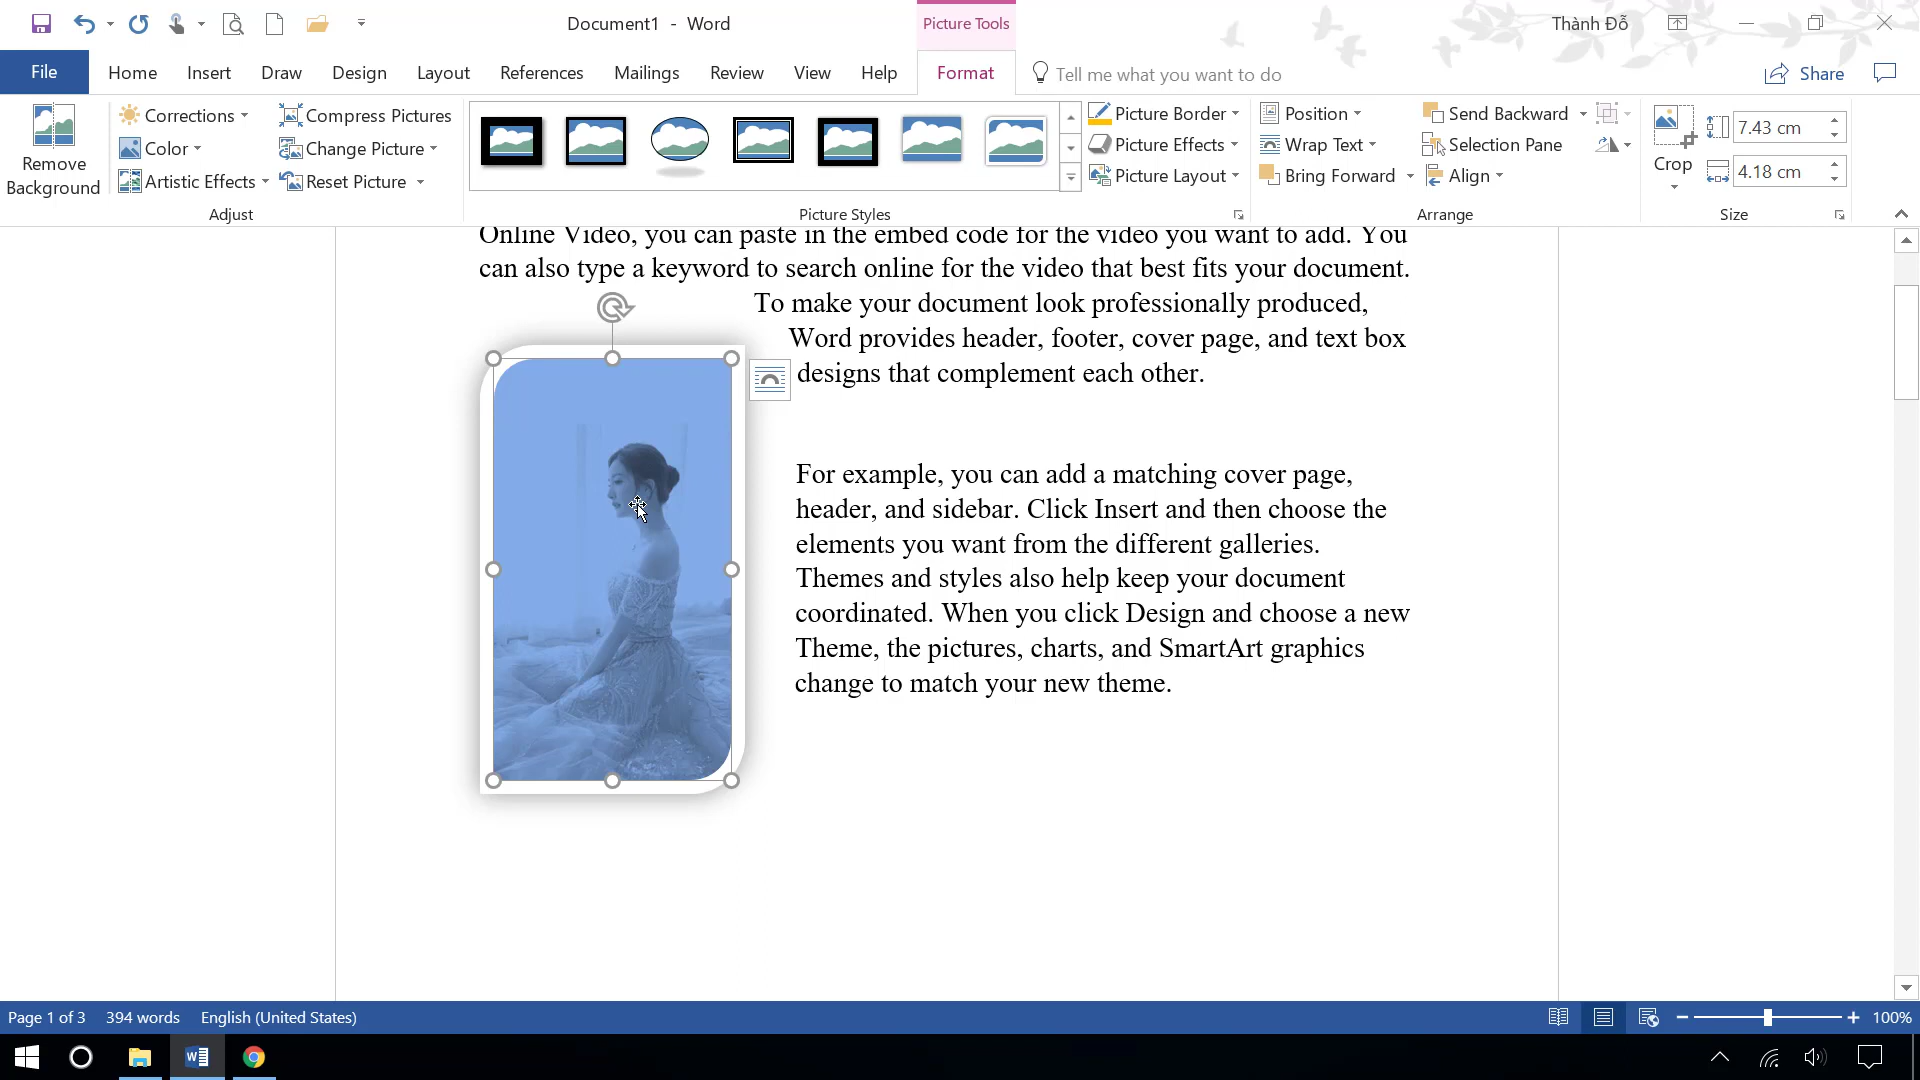 Document1 - Word
Picture Tools
Thành Đỗ
File
Home
Insert
Draw
Design
Layout
References
Mailings
Review
View
Help
Format
Tell me what you want to do
Share
Remove
Background
Corrections
Color
Artistic Effects
Compress Pictures
Change Picture
Reset Picture
Adjust
Picture Border
Picture Effects
Picture Layout
Picture Styles
Position
Wrap Text
Bring Forward
Send Backward
Selection Pane
Align
Arrange
Crop
7.43 cm
4.18 cm
Size
Online Video, you can paste in the embed code for the video you want to add. You
can also type a keyword to search online for the video that best fits your document.
To make your document look professionally produced,
Word provides header, footer, cover page, and text box
designs that complement each other.
For example, you can add a matching cover page,
header, and sidebar. Click Insert and then choose the
elements you want from the different galleries.
Themes and styles also help keep your document
coordinated. When you click Design and choose a new
Theme, the pictures, charts, and SmartArt graphics
change to match your new theme.
Page 1 of 3
394 words
English (United States)
100%